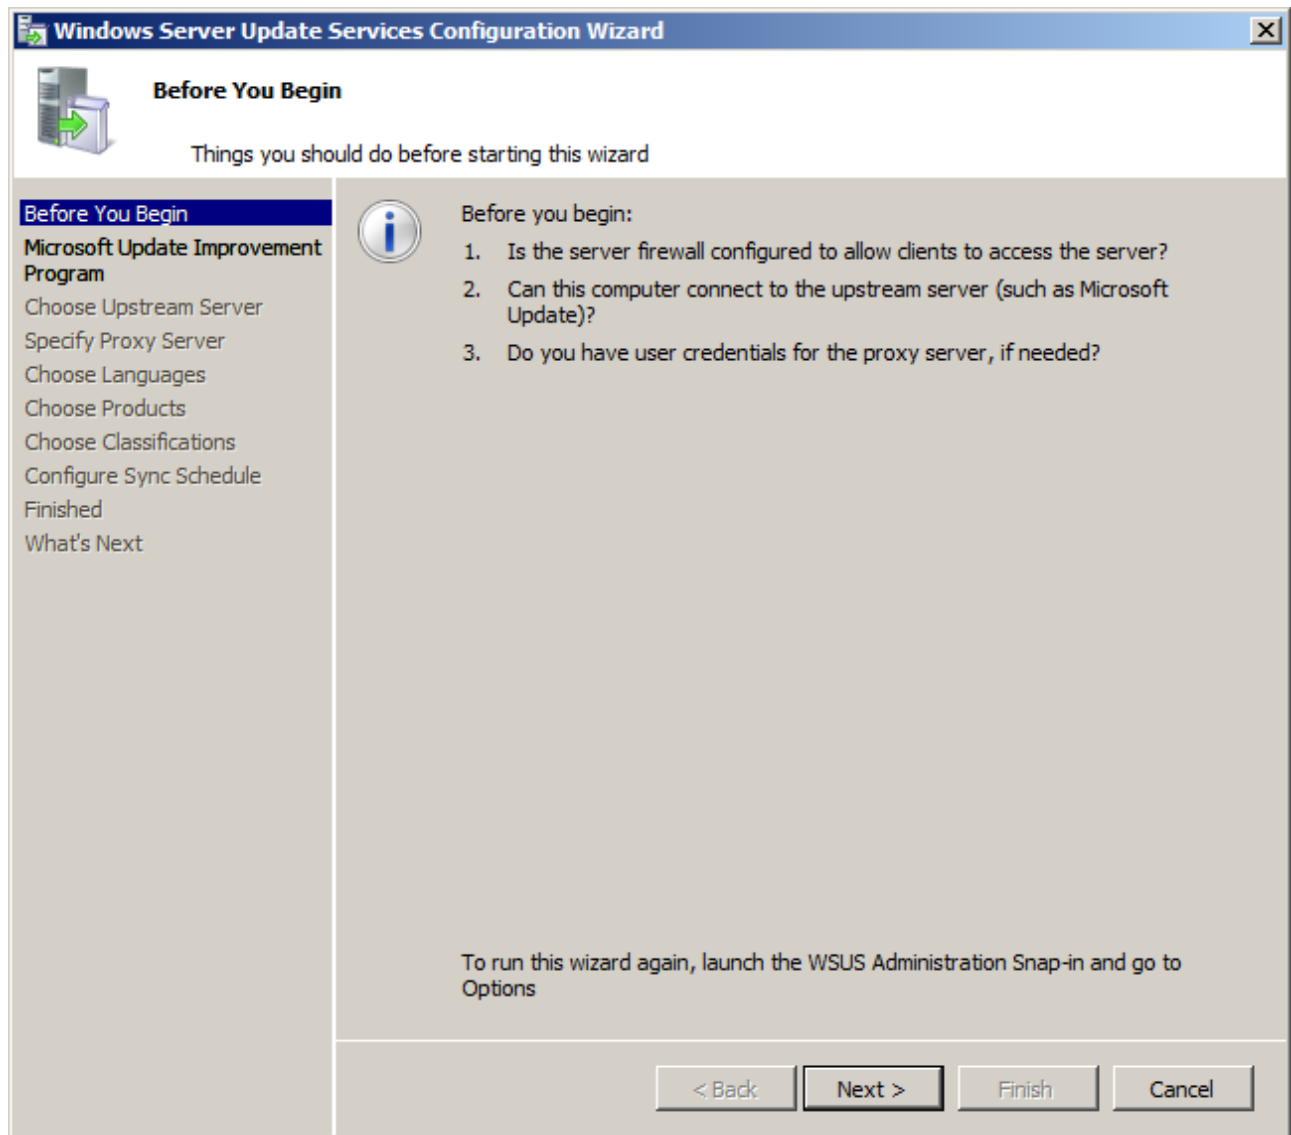 Windows Server Update Services Configuration Wizard
Before You Begin
Things you should do before starting this wizard
Before You Begin
Microsoft Update Improvement
Program
Choose Upstream Server
Specify Proxy Server
Choose Languages
Choose Products
Choose Classifications
Configure Sync Schedule
Finished
What's Next
Before you begin:
1. Is the server firewall configured to allow clients to access the server?
2. Can this computer connect to the upstream server (such as Microsoft
Update)?
3. Do you have user credentials for the proxy server, if needed?
To run this wizard again, launch the WSUS Administration Snap-in and go to
Options
< Back
Next >
Finish
Cancel